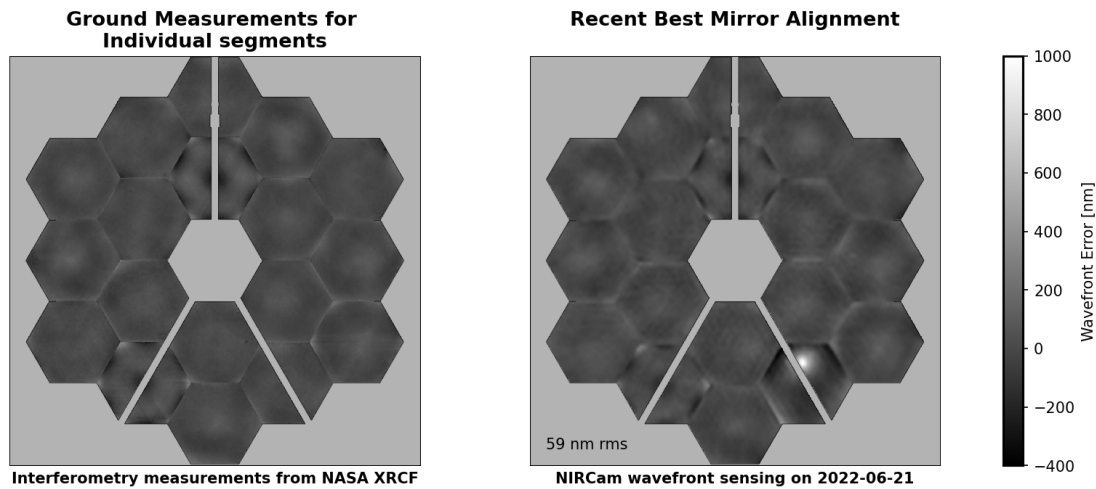 Ground Measurements for
Individual segments
Recent Best Mirror Alignment
1000
800
600
400
200
0
−200
−400
Wavefront Error [nm]
59 nm rms
Interferometry measurements from NASA XRCF
NIRCam wavefront sensing on 2022-06-21